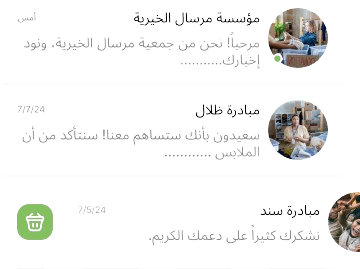 مؤسسة مرسال الخيرية
أمس
مرحباً! نحن من جمعية مرسال الخيرية، ونود
إخبارك...........
مبادرة ظلال
7/7/24
سعيدون بأنك ستساهم معنا! سنتأكد من أن
الملابس ............
مبادرة سند
7/5/24
نشكرك كثيراً على دعمك الكريم.